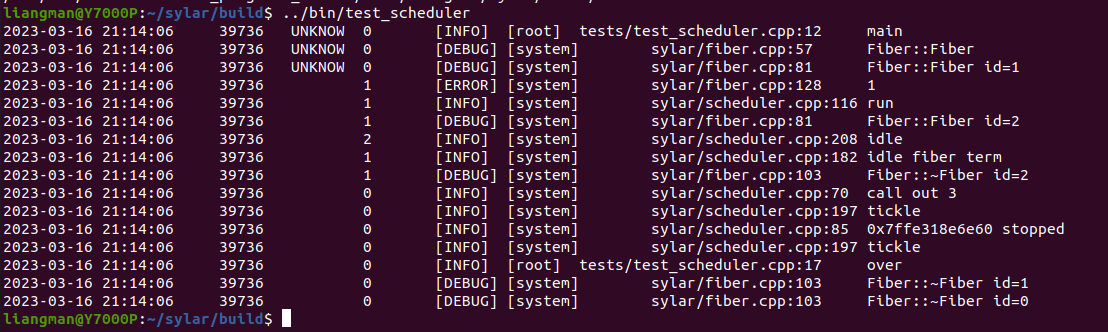 liangman@Y7000P:~/sylar/build$ ../bin/test_scheduler
2023-03-16 21:14:06 39736 UNKNOW 0 [INFO] [root] tests/test_scheduler.cpp:12 main
2023-03-16 21:14:06 39736 UNKNOW 0 [DEBUG] [system] sylar/fiber.cpp:57 Fiber::Fiber
2023-03-16 21:14:06 39736 UNKNOW 0 [DEBUG] [system] sylar/fiber.cpp:81 Fiber::Fiber id=1
2023-03-16 21:14:06 39736 1 [ERROR] [system] sylar/fiber.cpp:128 1
2023-03-16 21:14:06 39736 1 [INFO] [system] sylar/scheduler.cpp:116 run
2023-03-16 21:14:06 39736 1 [DEBUG] [system] sylar/fiber.cpp:81 Fiber::Fiber id=2
2023-03-16 21:14:06 39736 2 [INFO] [system] sylar/scheduler.cpp:208 idle
2023-03-16 21:14:06 39736 1 [INFO] [system] sylar/scheduler.cpp:182 idle fiber term
2023-03-16 21:14:06 39736 1 [DEBUG] [system] sylar/fiber.cpp:103 Fiber::~Fiber id=2
2023-03-16 21:14:06 39736 0 [INFO] [system] sylar/scheduler.cpp:70 call out 3
2023-03-16 21:14:06 39736 0 [INFO] [system] sylar/scheduler.cpp:197 tickle
2023-03-16 21:14:06 39736 0 [INFO] [system] sylar/scheduler.cpp:85 0x7ffe318e6e60 stopped
2023-03-16 21:14:06 39736 0 [INFO] [system] sylar/scheduler.cpp:197 tickle
2023-03-16 21:14:06 39736 0 [INFO] [root] tests/test_scheduler.cpp:17 over
2023-03-16 21:14:06 39736 0 [DEBUG] [system] sylar/fiber.cpp:103 Fiber::~Fiber id=1
2023-03-16 21:14:06 39736 0 [DEBUG] [system] sylar/fiber.cpp:103 Fiber::~Fiber id=0
liangman@Y7000P:~/sylar/build$